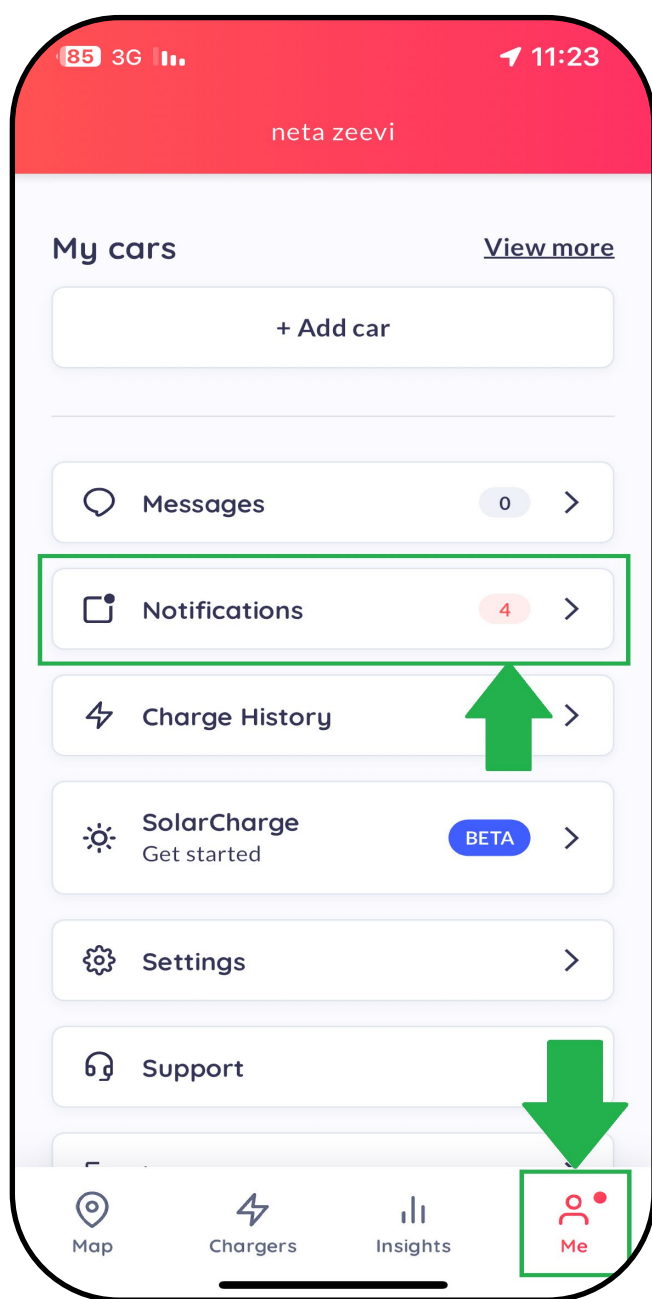 85 3G 11:23
neta zeevi
My cars View more
+ Add car
Messages 0
Notifications 4
Charge History
SolarCharge
Get started
BETA
Settings
Support
Map Chargers Insights Me